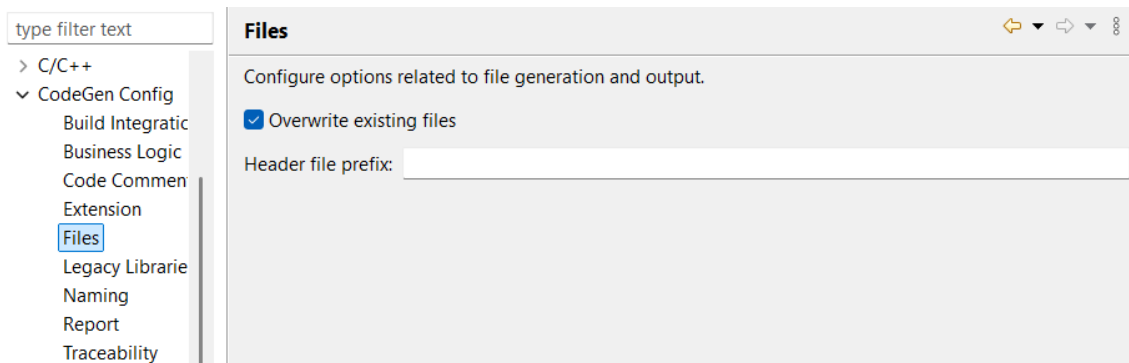 type filter text
C/C++
CodeGen Config
Build Integratic
Business Logic
Code Commen
Extension
Files
Legacy Librarie
Naming
Report
Traceability
Files
Configure options related to file generation and output.
Overwrite existing files
Header file prefix: